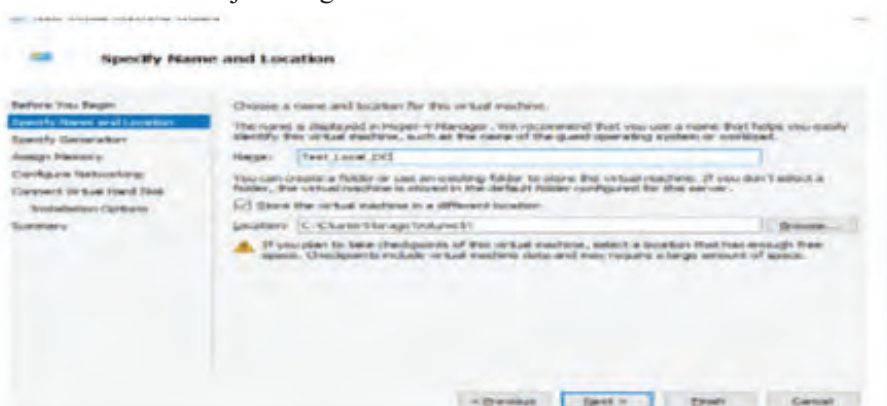 Specify Name and Location
Before You Begin
Specify Name and Location
Specify Generation
Assign Memory
Configure Networking
Connect Virtual Hard Disk
Installation Options
Summary
Choose a name and location for this virtual machine.
The name is displayed in Hyper-V Manager. We recommend that you use a name that helps you easily
identify this virtual machine, such as the name of the guest operating system or workload.
Name: Test_Local_DC
You can create a folder or use an existing folder to store the virtual machine. If you don't select a
folder, the virtual machine is stored in the default folder configured for this server.
Store the virtual machine in a different location
Location: C:\ClusterStorage\Volume1\
Browse...
If you plan to take checkpoints of this virtual machine, select a location that has enough free
space. Checkpoints include virtual machine data and may require a large amount of space.
< Previous
Next >
Finish
Cancel